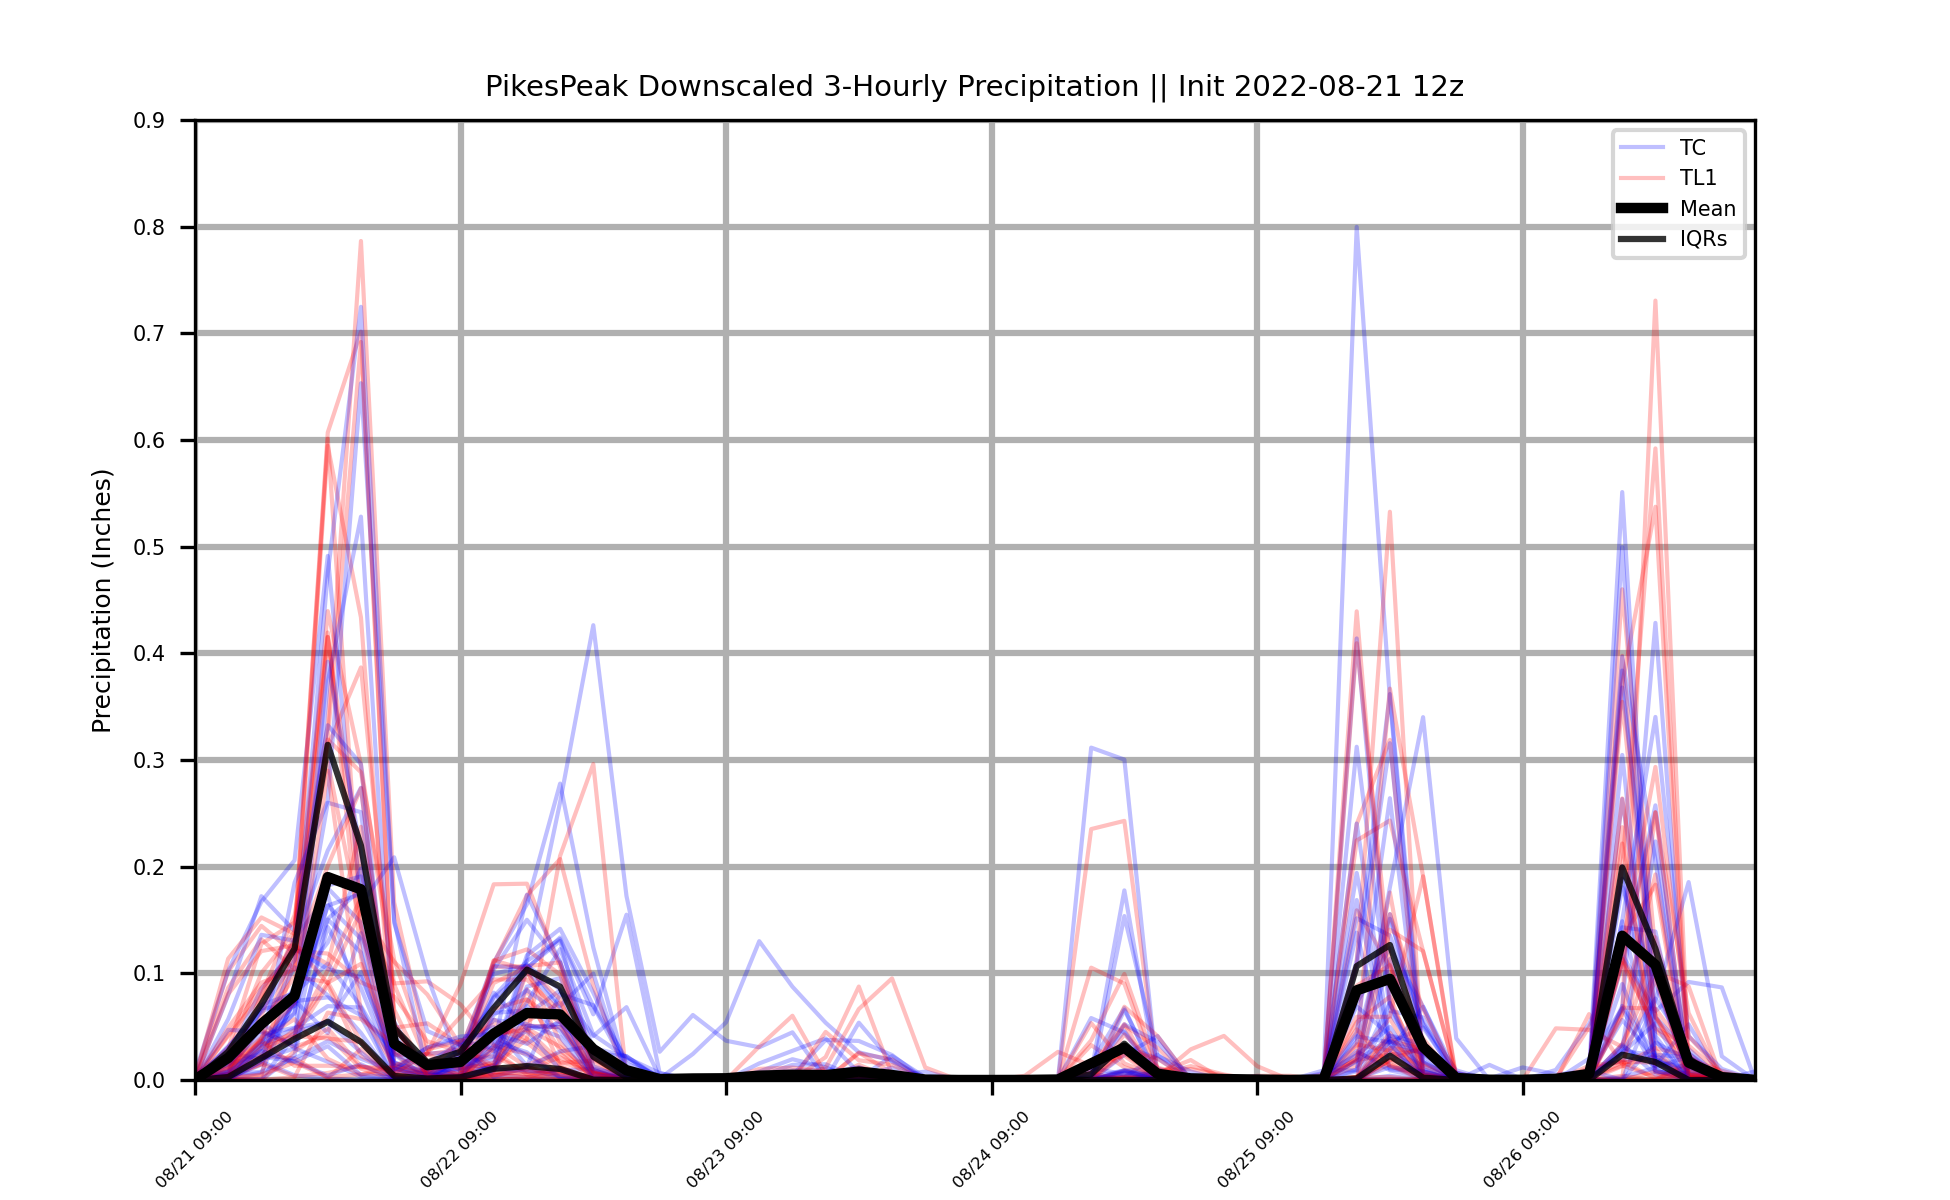 PikesPeak Downscaled 3-Hourly Precipitation || Init 2022-08-21 12z
TC
TL1
Mean
IQRs
Precipitation (Inches)
0.9
0.8
0.7
0.6
0.5
0.4
0.3
0.2
0.1
0.0
08/21 09:00
08/22 09:00
08/23 09:00
08/24 09:00
08/25 09:00
08/26 09:00